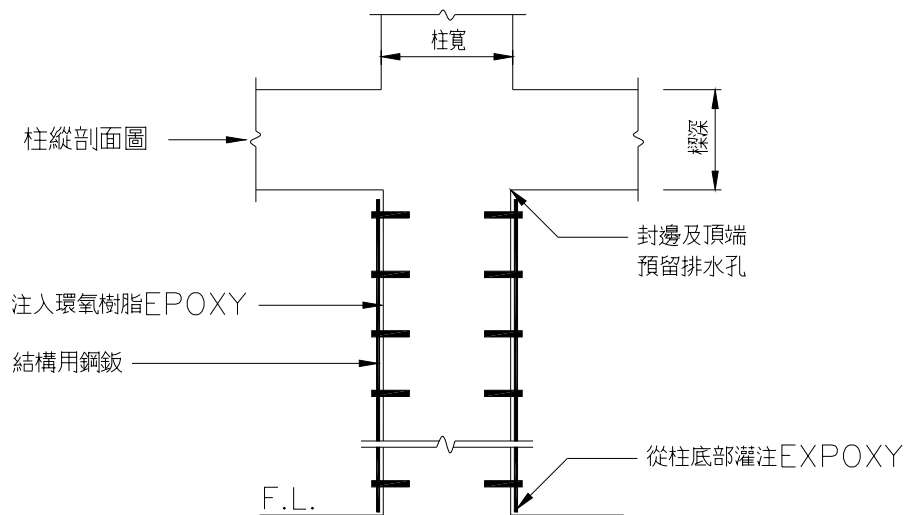 柱寬
柱縱剖面圖
樑深
封邊及頂端
預留排水孔
注入環氧樹脂EPOXY
結構用鋼鈑
從柱底部灌注EXPOXY
F.L.